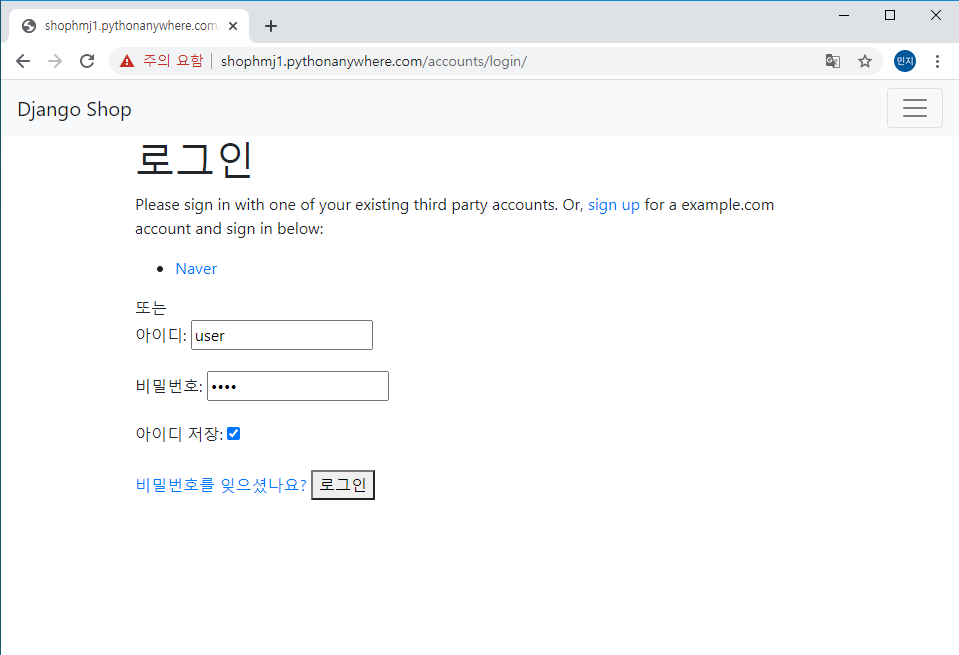 shophmj1.pythonanywhere.com
주의 요함 | shophmj1.pythonanywhere.com/accounts/login/
민지
Django Shop
로그인
Please sign in with one of your existing third party accounts. Or, sign up for a example.com
account and sign in below:
Naver
또는
아이디: user
비밀번호: ••••
아이디 저장:
비밀번호를 잊으셨나요? 로그인